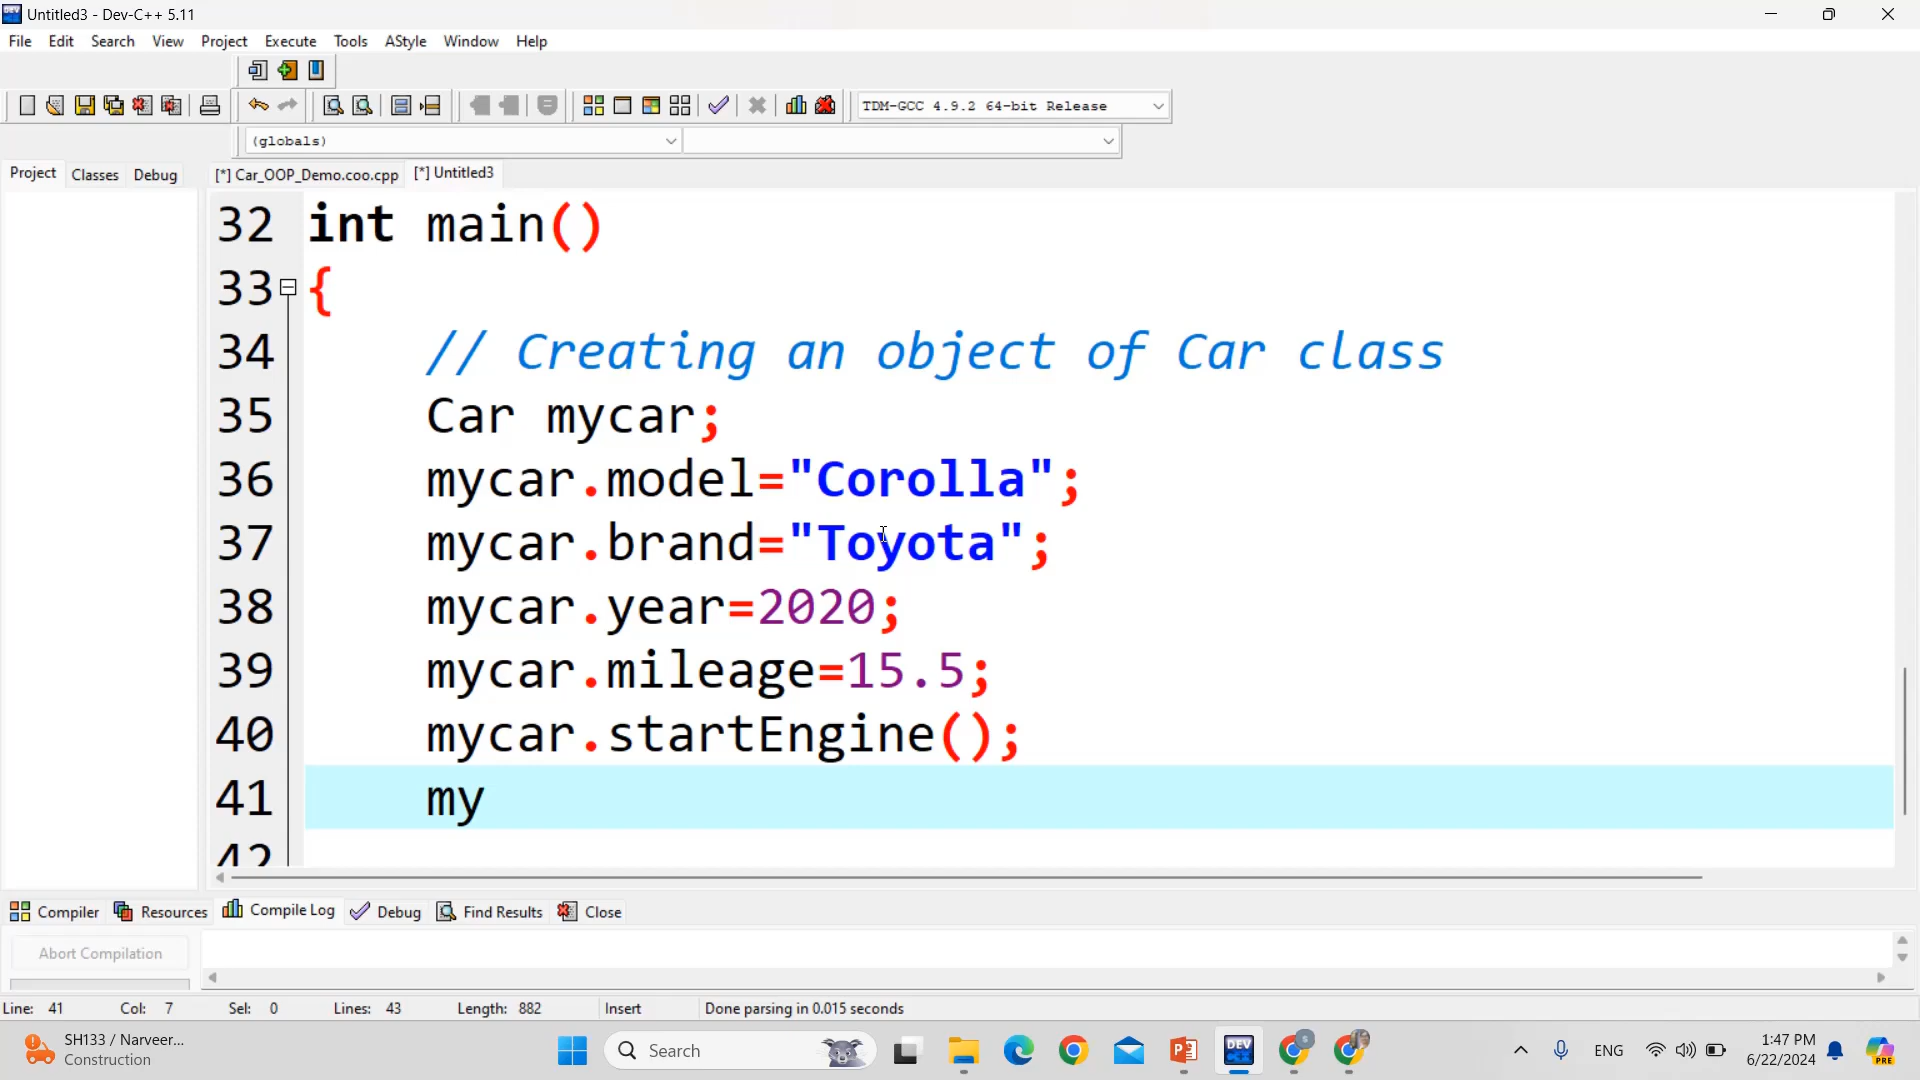 Untitled3 - Dev-C++ 5.11
File Edit Search View Project Execute Tools AStyle Window Help
TDM-GCC 4.9.2 64-bit Release
(globals)
Project Classes Debug [*] Car_OOP_Demo.coo.cpp [*] Untitled3
32 int main()
33 {
34 // Creating an object of Car class
35 Car mycar;
36 mycar.model="Corolla";
37 mycar.brand="Toyota";
38 mycar.year=2020;
39 mycar.mileage=15.5;
40 mycar.startEngine();
41 my
42
Compiler Resources Compile Log Debug Find Results Close
Abort Compilation
Line: 41 Col: 7 Sel: 0 Lines: 43 Length: 882 Insert Done parsing in 0.015 seconds
SH133 / Narveer...
Construction
Search
DEV
ENG
1:47 PM
6/22/2024
PRE